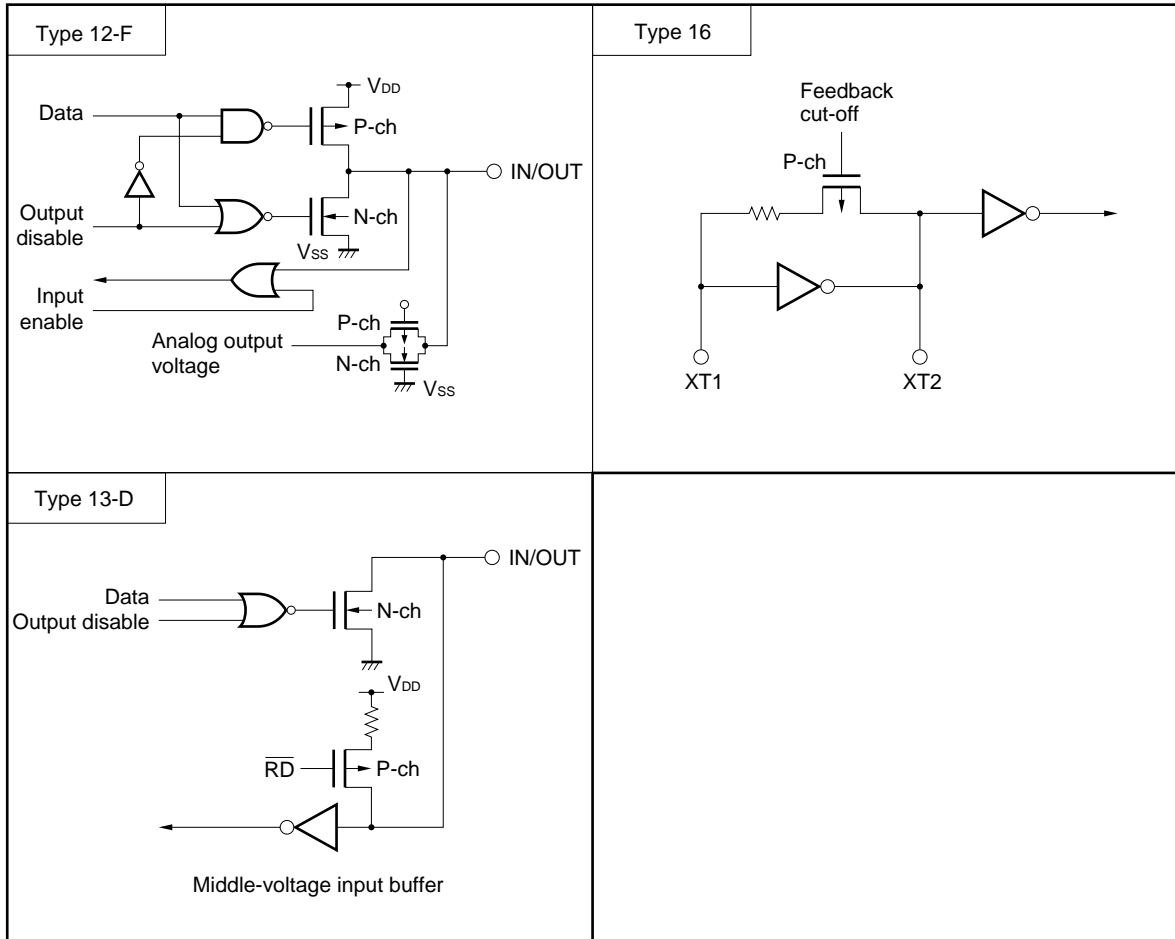 Type 12-F
VDD
Data
P-ch
IN/OUT
Output
disable
N-ch
VSS
Input
enable
P-ch
Analog output
voltage
N-ch
VSS
Type 16
Feedback
cut-off
P-ch
XT1
XT2
Type 13-D
IN/OUT
Data
Output disable
N-ch
VDD
RD
P-ch
Middle-voltage input buffer